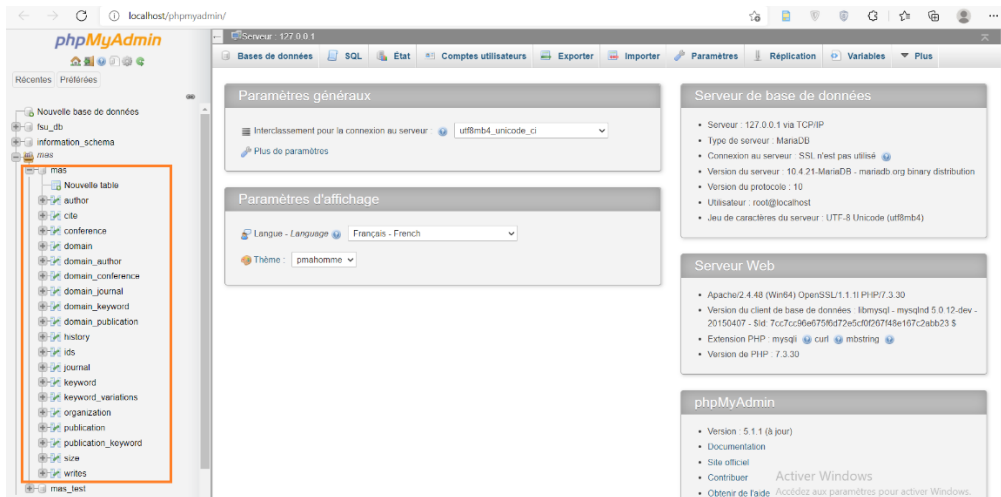 localhost/phpmyadmin/
phpMyAdmin
Récentes Préférées
Nouvelle base de données
fsu_db
information_schema
mas
mas
Nouvelle table
author
cite
conference
domain
domain_author
domain_conference
domain_journal
domain_keyword
domain_publication
history
ids
journal
keyword
keyword_variations
organization
publication
publication_keyword
size
writes
mas_test
Serveur : 127.0.0.1
Bases de données SQL État Comptes utilisateurs Exporter Importer Paramètres Réplication Variables Plus
Paramètres généraux
Interclassement pour la connexion au serveur : utf8mb4_unicode_ci
Plus de paramètres
Paramètres d'affichage
Langue - Language Français - French
Thème : pmahomme
Serveur de base de données
• Serveur : 127.0.0.1 via TCP/IP
• Type de serveur : MariaDB
• Connexion au serveur : SSL n'est pas utilisé
• Version du serveur : 10.4.21-MariaDB - mariadb.org binary distribution
• Version du protocole : 10
• Utilisateur : root@localhost
• Jeu de caractères du serveur : UTF-8 Unicode (utf8mb4)
Serveur Web
• Apache/2.4.48 (Win64) OpenSSL/1.1.1l PHP/7.3.30
• Version du client de base de données : libmysql - mysqlnd 5.0.12-dev -
20150407 - $Id: 7cc7cc96e675f6d72e5cf0f267f48e167c2abb23 $
• Extension PHP : mysqli curl mbstring
• Version de PHP : 7.3.30
phpMyAdmin
• Version : 5.1.1 (à jour)
• Documentation
• Site officiel
• Contribuer
• Obtenir de l'aide
Activer Windows
Accédez aux paramètres pour activer Windows.